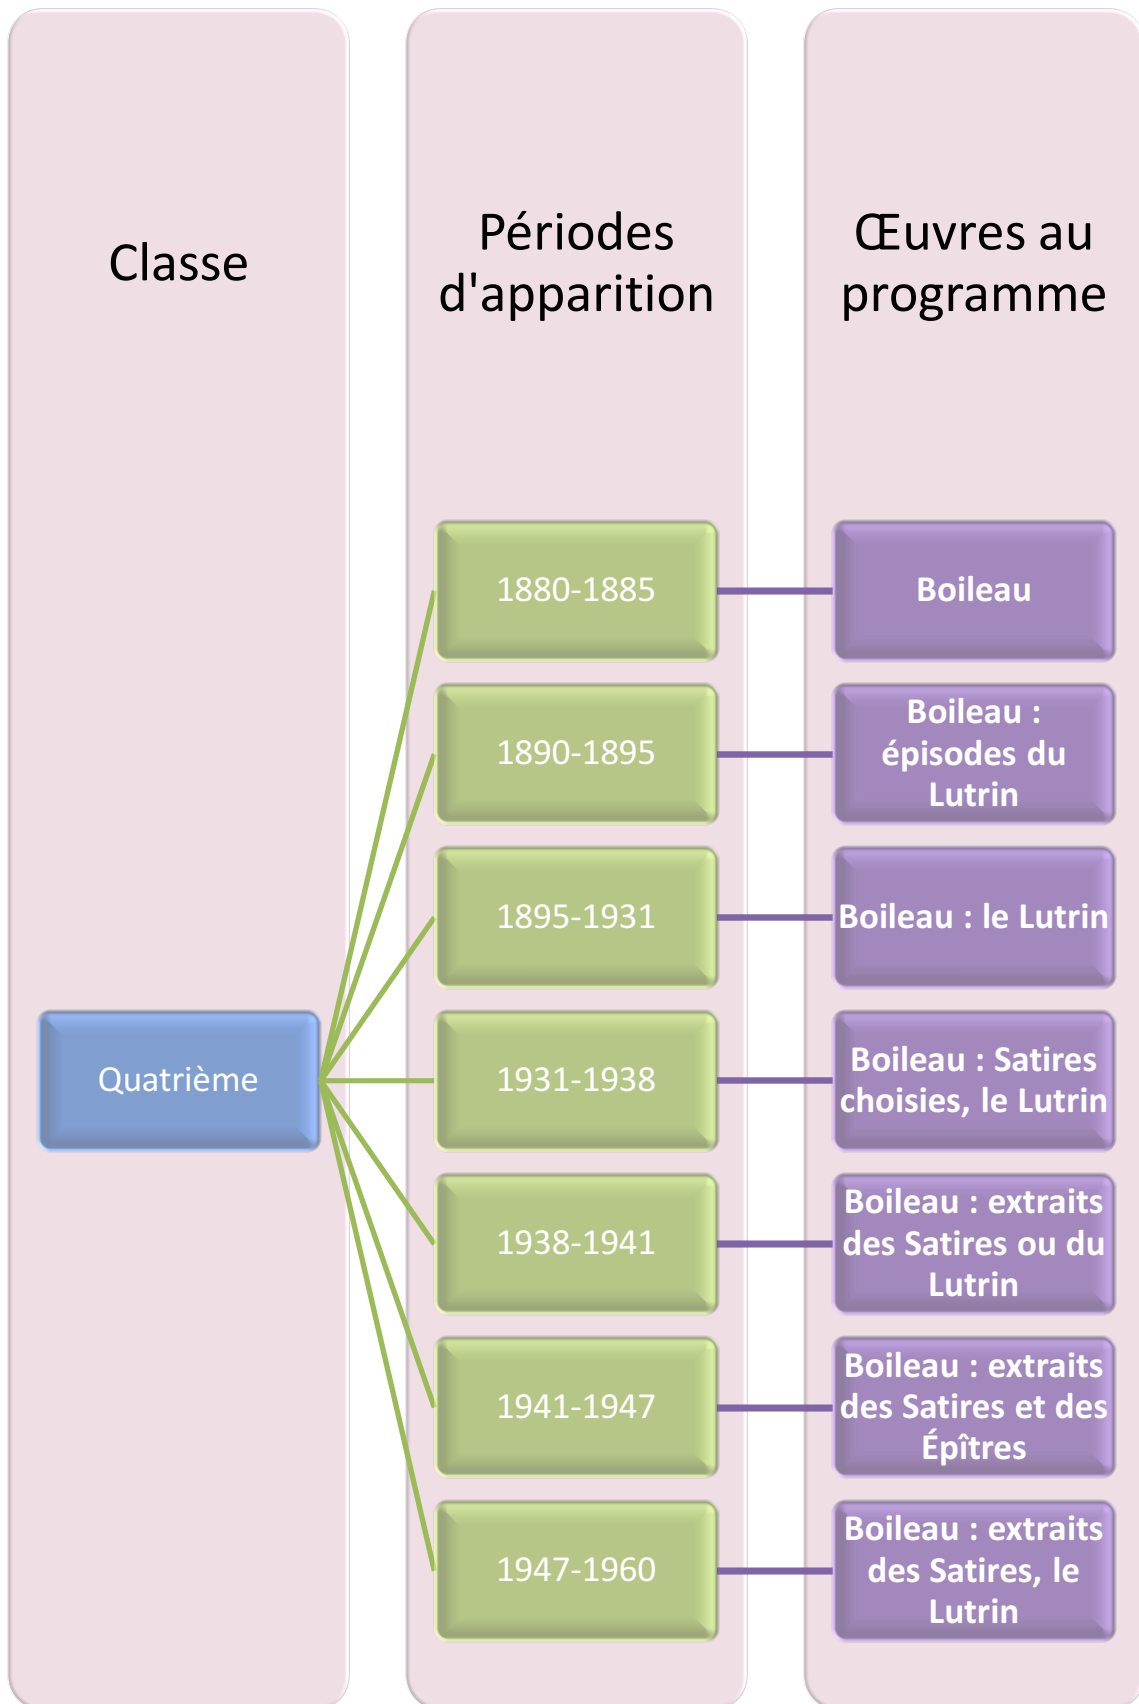 Classe
Périodes
d'apparition
Œuvres au
programme
Quatrième
1880-1885
Boileau
1890-1895
Boileau :
épisodes du
Lutrin
1895-1931
Boileau : le Lutrin
1931-1938
Boileau : Satires
choisies, le Lutrin
1938-1941
Boileau : extraits
des Satires ou du
Lutrin
1941-1947
Boileau : extraits
des Satires et des
Épîtres
1947-1960
Boileau : extraits
des Satires, le
Lutrin